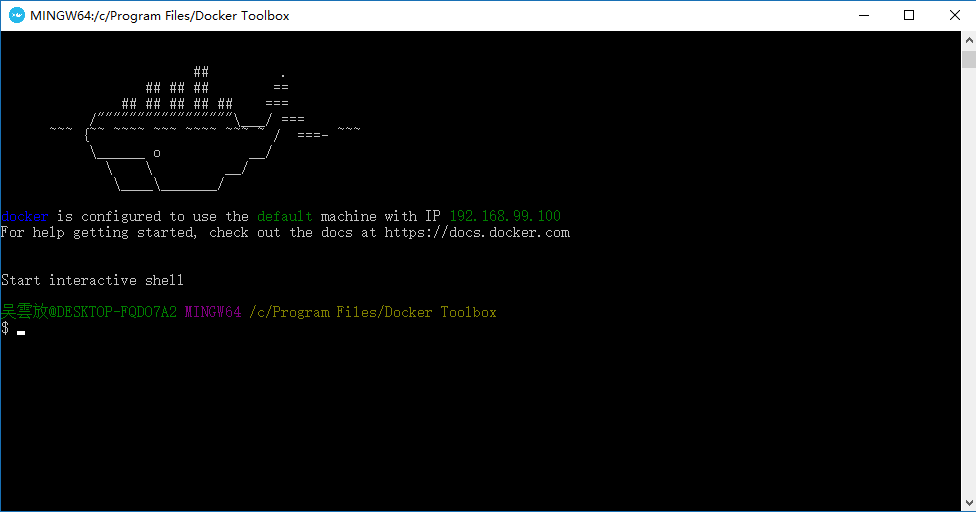 MINGW64:/c/Program Files/Docker Toolbox
## .
## ## ## ==
## ## ## ## ## ===
/"""""""""""""""""\___/ ===
~~~ {~~ ~~~~ ~~~ ~~~~ ~~~ ~ / ===- ~~~
\______ o __/
\ \ __/
\____\_______/
docker is configured to use the default machine with IP 192.168.99.100
For help getting started, check out the docs at https://docs.docker.com
Start interactive shell
吴雲放@DESKTOP-FQDO7A2 MINGW64 /c/Program Files/Docker Toolbox
$